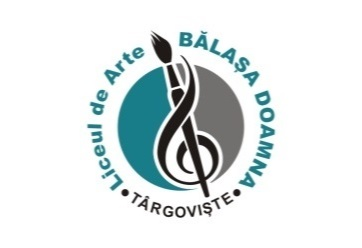 Liceul de Arte
BĂLAȘA DOAMNA
• TÂRGOVIȘTE •